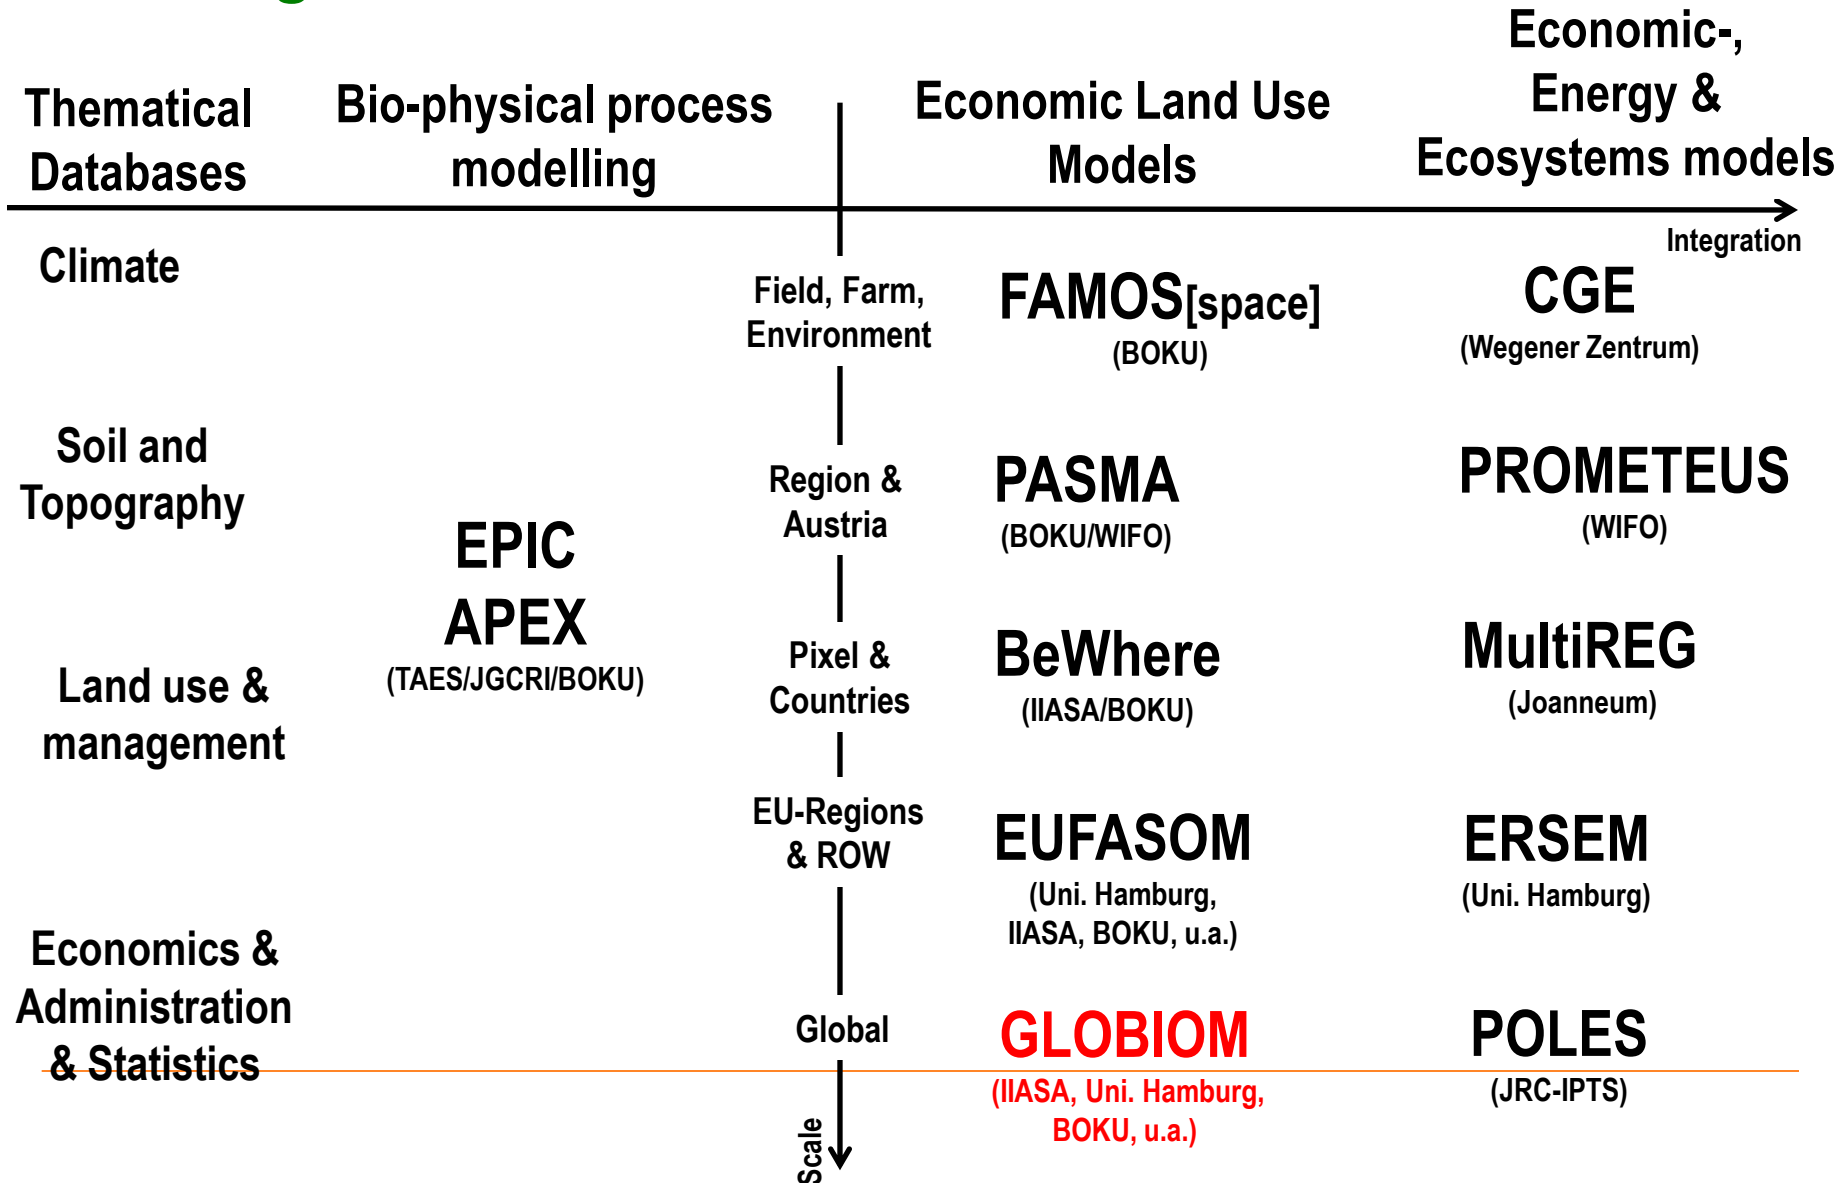 Thematical
Databases
Bio-physical process
modelling
Economic Land Use
Models
Economic-,
Energy &
Ecosystems models
Integration
Climate
Soil and
Topography
Land use &
management
Economics &
Administration
& Statistics
EPIC
APEX
(TAES/JGCRI/BOKU)
Field, Farm,
Environment
Region &
Austria
Pixel &
Countries
EU-Regions
& ROW
Global
Scale
FAMOS[space]
(BOKU)
PASMA
(BOKU/WIFO)
BeWhere
(IIASA/BOKU)
EUFASOM
(Uni. Hamburg,
IIASA, BOKU, u.a.)
GLOBIOM
(IIASA, Uni. Hamburg,
BOKU, u.a.)
CGE
(Wegener Zentrum)
PROMETEUS
(WIFO)
MultiREG
(Joanneum)
ERSEM
(Uni. Hamburg)
POLES
(JRC-IPTS)